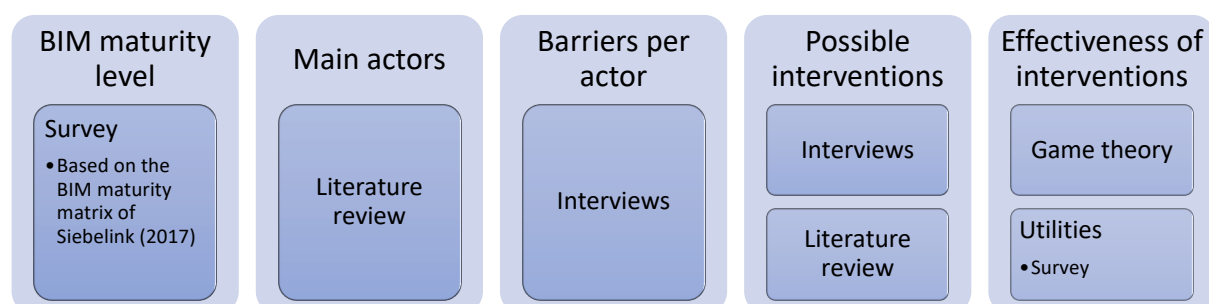 BIM maturity
level
Survey
•Based on the
BIM maturity
matrix of
Siebelink (2017)
Main actors
Literature
review
Barriers per
actor
Interviews
Possible
interventions
Interviews
Literature
review
Effectiveness of
interventions
Game theory
Utilities
•Survey